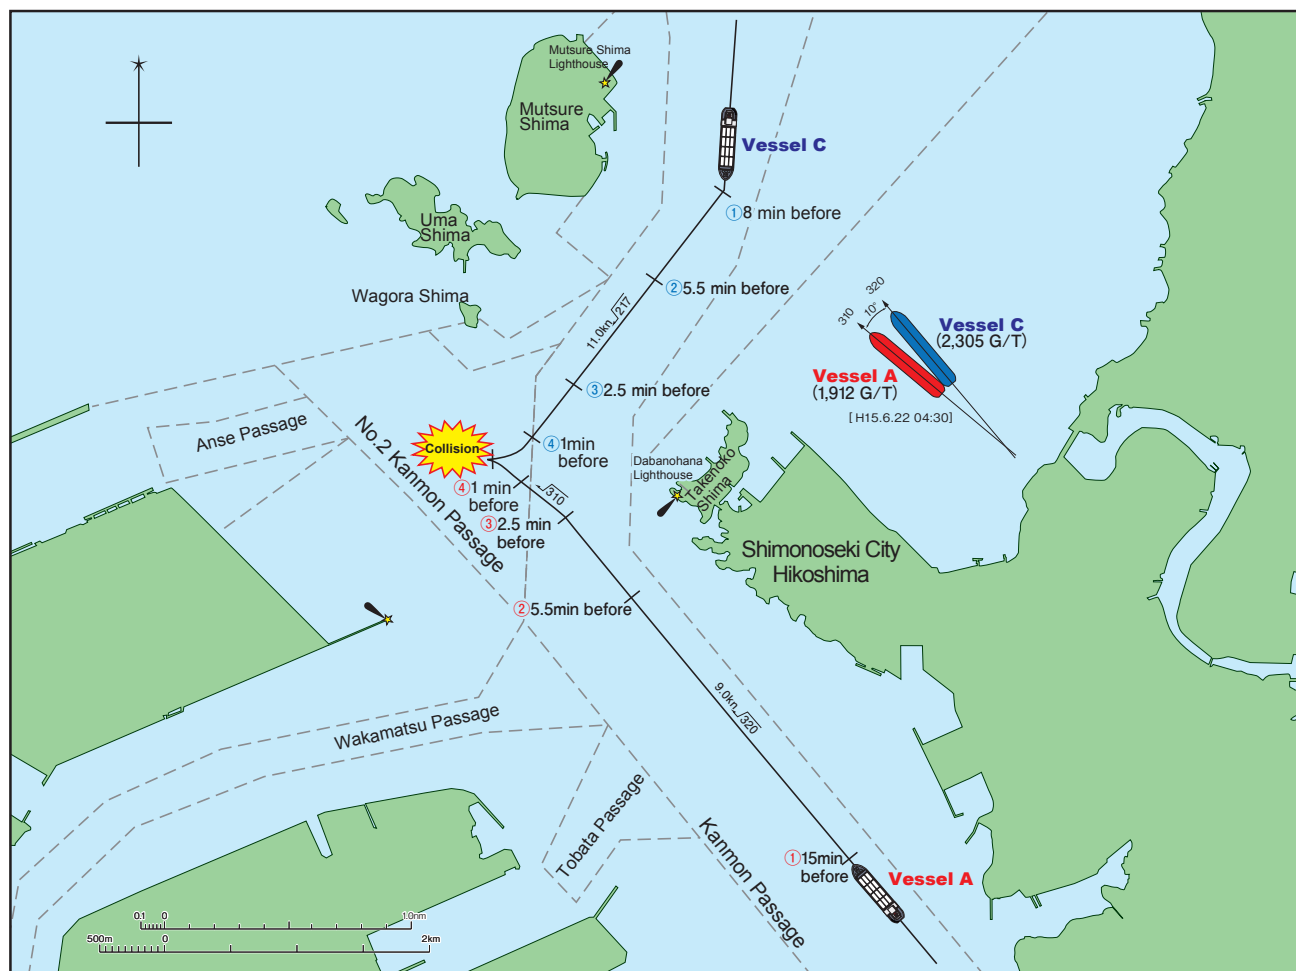 Mutsure Shima
Lighthouse
Mutsure
Shima
Vessel C
①8 min before
Uma
Shima
②5.5 min before
Wagora Shima
11.0kn 217
320
310
10°
Vessel C
(2,305 G/T)
Vessel A
(1,912 G/T)
[H15.6.22 04:30]
③2.5 min before
Anse Passage
No.2 Kanmon Passage
Collision
④1min
before
Dabanohana
Lighthouse
Takenoko
Shima
④1 min
before
310
③2.5 min
before
Shimonoseki City
Hikoshima
②5.5min before
9.0kn 320
Wakamatsu Passage
Tobata Passage
Kanmon Passage
①15min
before
Vessel A
0.1 0 1.0nm
500m 0 2km